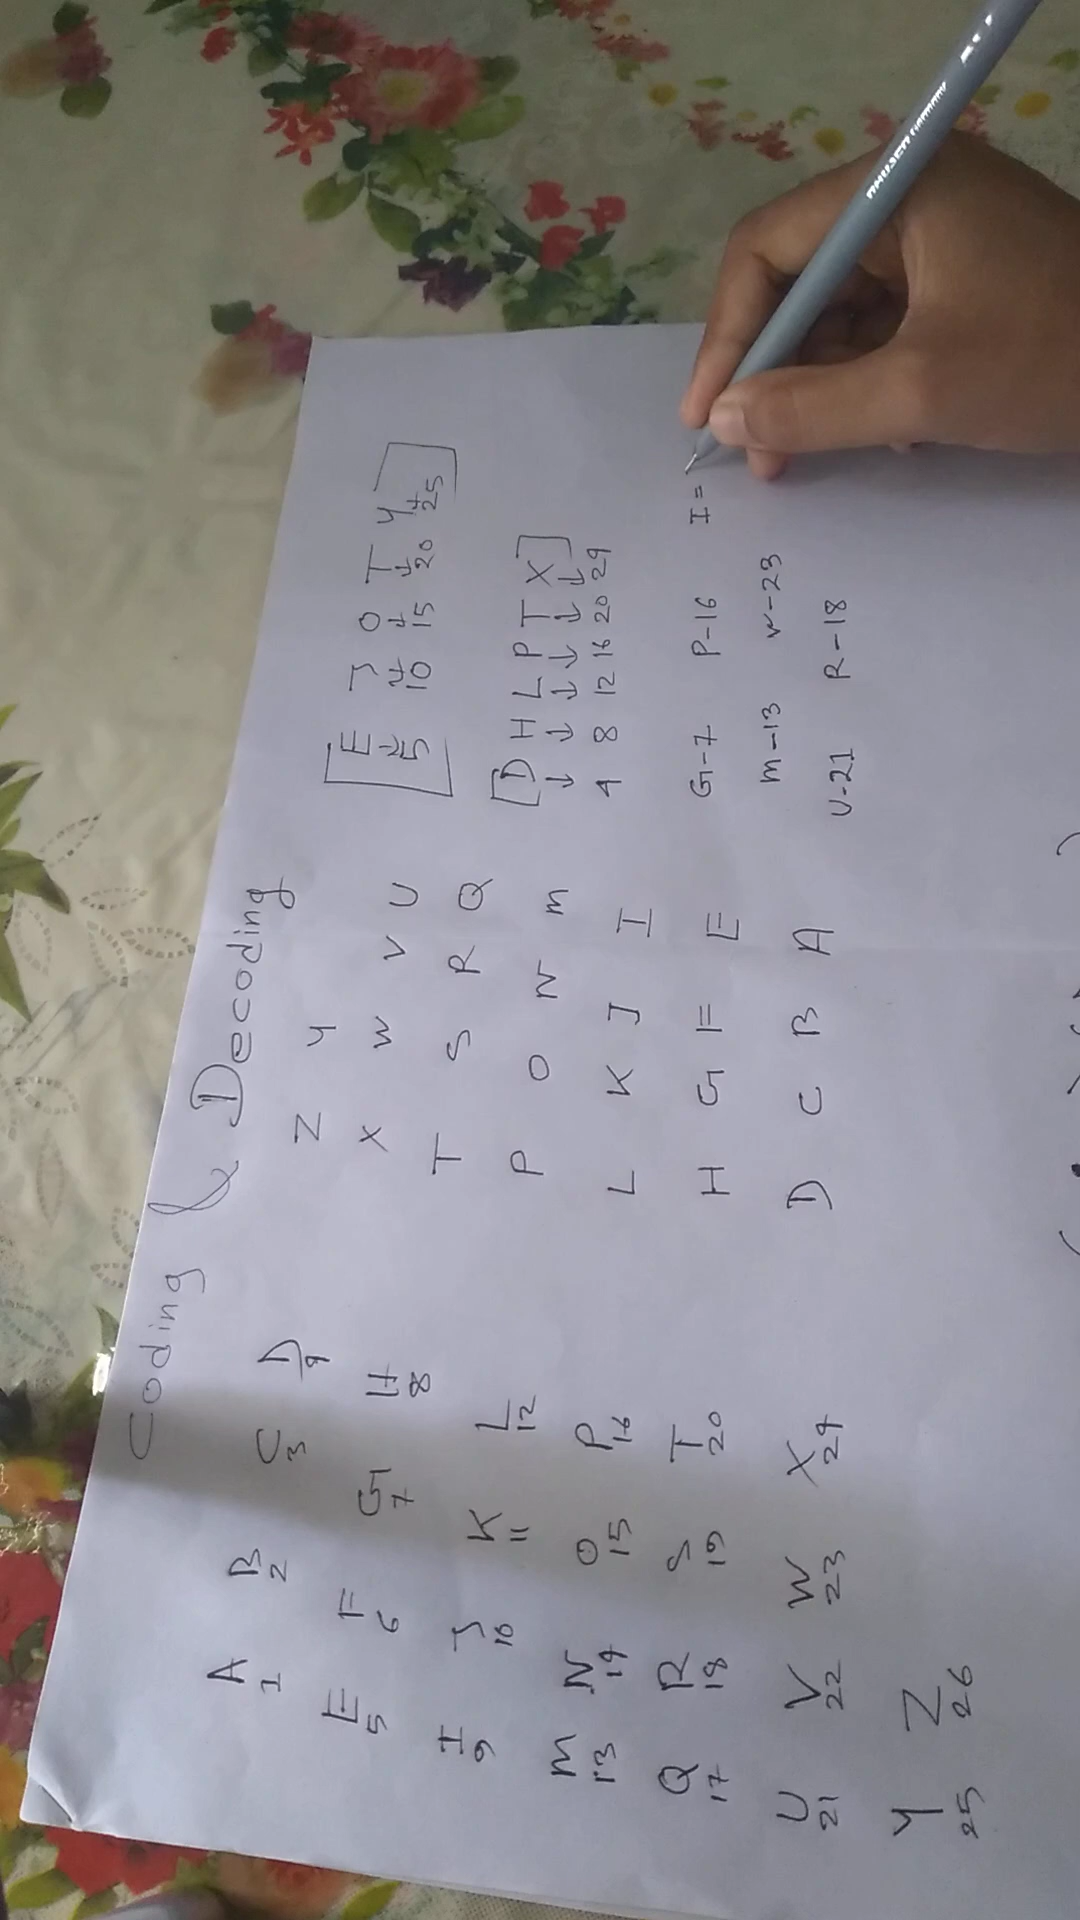 Coding & Decoding
A B C D
1 2 3 4
E F G H
5 6 7 8
I J K L
9 10 11 12
M N O P
13 14 15 16
Q R S T
17 18 19 20
U V W X
21 22 23 24
Y Z
25 26
Z Y
X W V U
T S R Q
P O N M
L K J I
H G F E
D C B A
[E J O T Y]
↓ ↓ ↓ ↓ ↓
5 10 15 20 25
[D H L P T X]
↓ ↓ ↓ ↓ ↓ ↓
4 8 12 16 20 24
G-7 P-16 I=
M-13 W-23
U-21 R-18